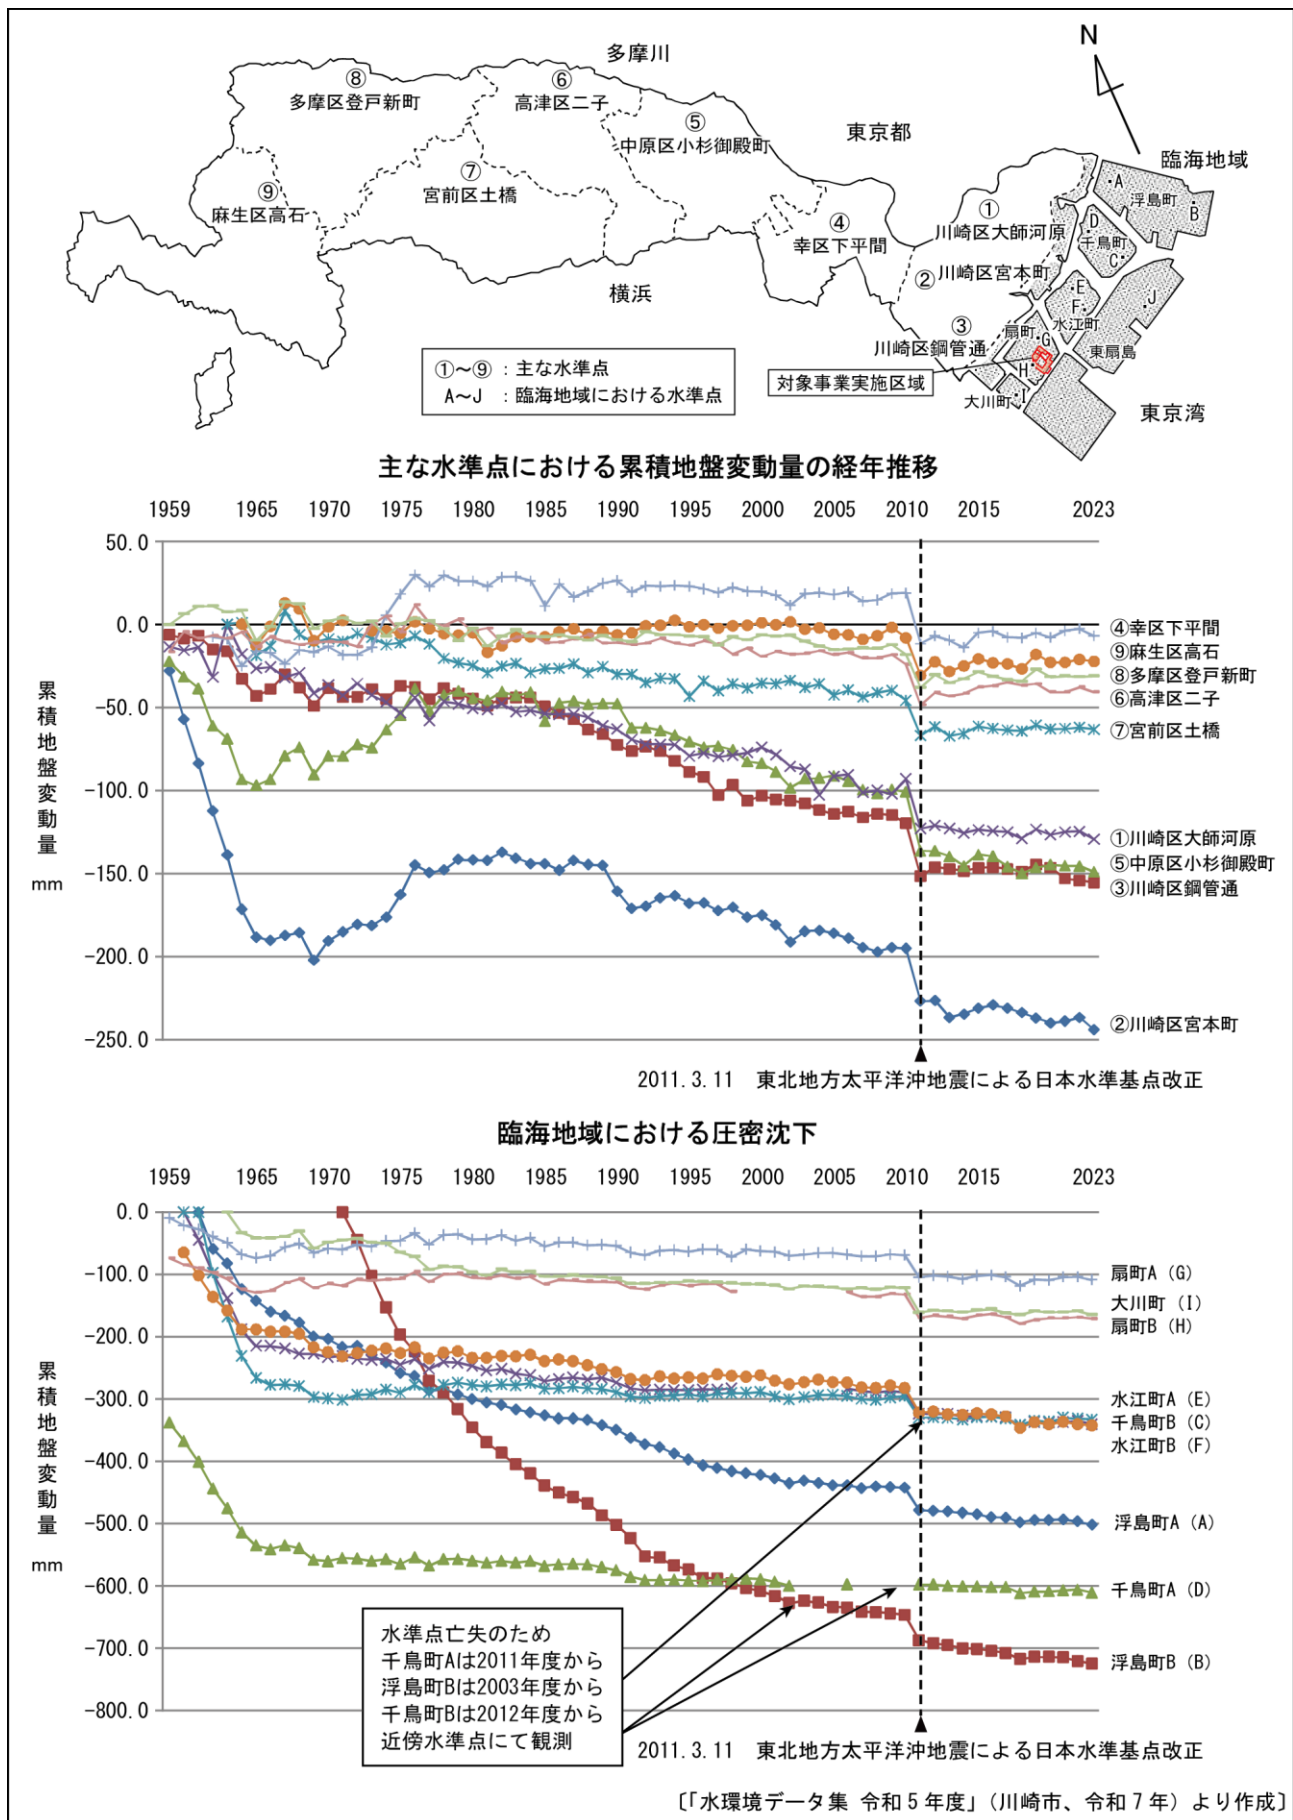 N
多摩川
⑧
多摩区登戸新町
⑥
高津区二子
⑤
中原区小杉御殿町
東京都
臨海地域
⑨
麻生区高石
⑦
宮前区土橋
④
幸区下平間
①
川崎区大師河原
②
川崎区宮本町
③
川崎区鋼管通
横浜
A
浮島町
B
D
千鳥町
C
E
F
水江町
J
東扇島
扇町
G
H
大川町
I
東京湾
①～⑨ : 主な水準点
A～J : 臨海地域における水準点
対象事業実施区域
主な水準点における累積地盤変動量の経年推移
1959 1965 1970 1975 1980 1985 1990 1995 2000 2005 2010 2015 2023
50.0
0.0
-50.0
-100.0
-150.0
-200.0
-250.0
累積地盤変動量
mm
④幸区下平間
⑨麻生区高石
⑧多摩区登戸新町
⑥高津区二子
⑦宮前区土橋
①川崎区大師河原
⑤中原区小杉御殿町
③川崎区鋼管通
②川崎区宮本町
2011.3.11 東北地方太平洋沖地震による日本水準基点改正
臨海地域における圧密沈下
1959 1965 1970 1975 1980 1985 1990 1995 2000 2005 2010 2015 2023
0.0
-100.0
-200.0
-300.0
-400.0
-500.0
-600.0
-700.0
-800.0
累積地盤変動量
mm
扇町A（G）
大川町（I）
扇町B（H）
水江町A（E）
千鳥町B（C）
水江町B（F）
浮島町A（A）
千鳥町A（D）
浮島町B（B）
水準点亡失のため
千鳥町Aは2011年度から
浮島町Bは2003年度から
千鳥町Bは2012年度から
近傍水準点にて観測
2011.3.11 東北地方太平洋沖地震による日本水準基点改正
〔「水環境データ集 令和５年度」（川崎市、令和７年）より作成〕